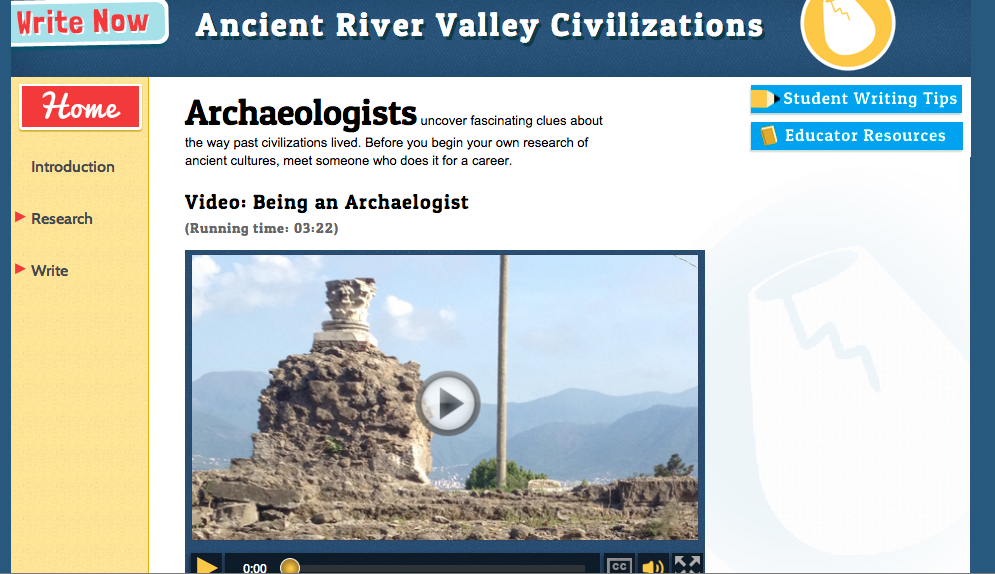 Write Now
Ancient River Valley Civilizations
Home
Introduction
Research
Write
Archaeologists uncover fascinating clues about
the way past civilizations lived. Before you begin your own research of
ancient cultures, meet someone who does it for a career.
Video: Being an Archaelogist
(Running time: 03:22)
0:00
CC
Student Writing Tips
Educator Resources